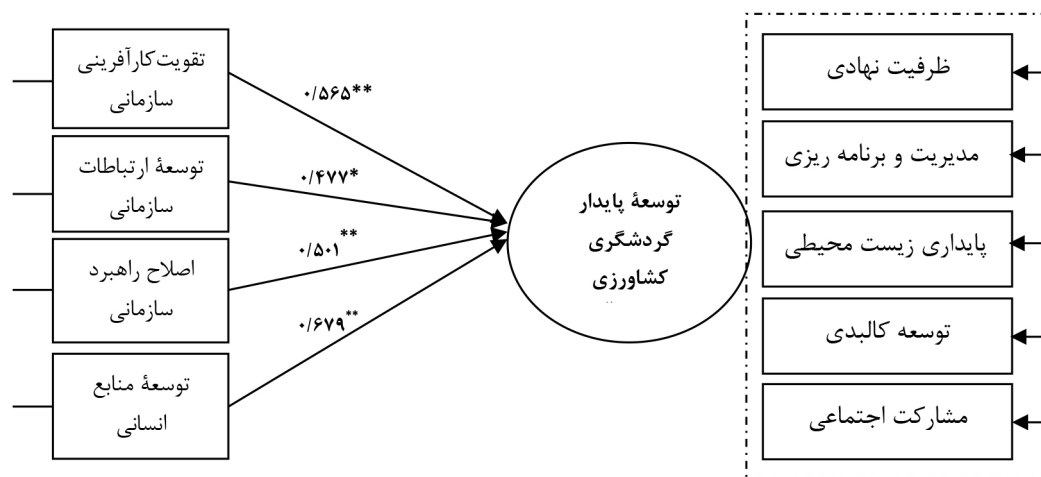 تقویت‌کارآفرینی
سازمانی
توسعهٔ ارتباطات
سازمانی
اصلاح راهبرد
سازمانی
توسعهٔ منابع
انسانی
۰/۵۶۵**
۰/۴۷۷*
۰/۵۰۱**
۰/۶۷۹**
توسعهٔ پایدار
گردشگری
کشاورزی
ظرفیت نهادی
مدیریت و برنامه ریزی
پایداری زیست محیطی
توسعه کالبدی
مشارکت اجتماعی